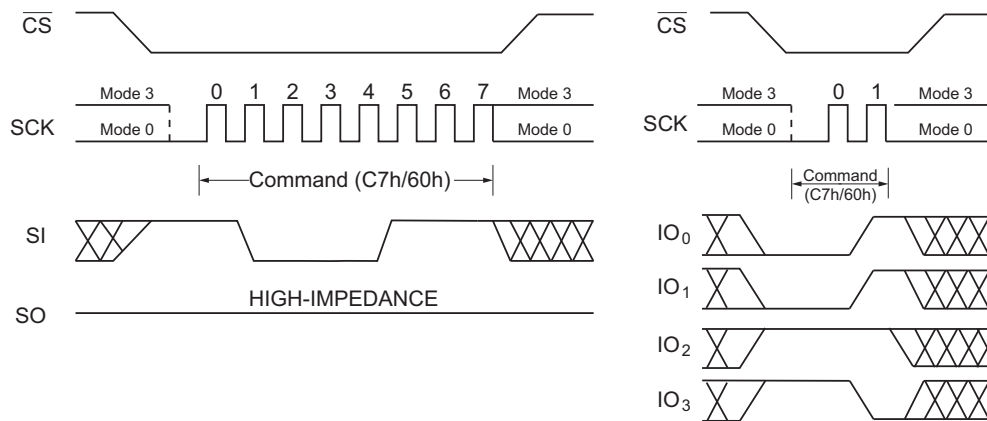 CS
Mode 3
Mode 0
SCK
0 1 2 3 4 5 6 7
Mode 3
Mode 0
Command (C7h/60h)
SI
HIGH-IMPEDANCE
SO
CS
Mode 3
Mode 0
SCK
0 1
Mode 3
Mode 0
Command
(C7h/60h)
IO0
IO1
IO2
IO3